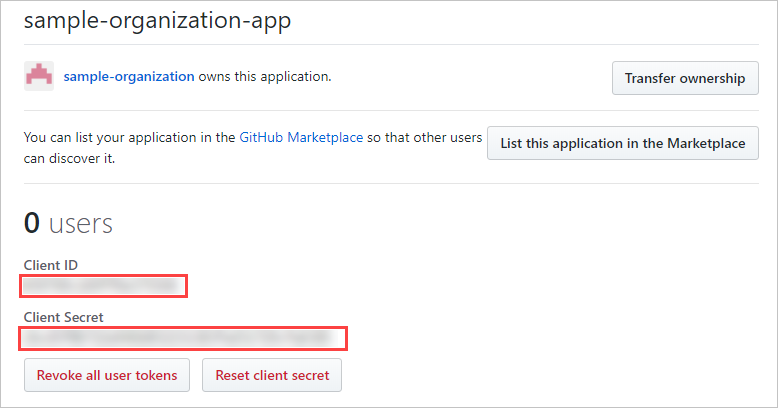 sample-organization-app
sample-organization owns this application.
Transfer ownership
You can list your application in the GitHub Marketplace so that other users
can discover it.
List this application in the Marketplace
0 users
Client ID
Client Secret
Revoke all user tokens
Reset client secret